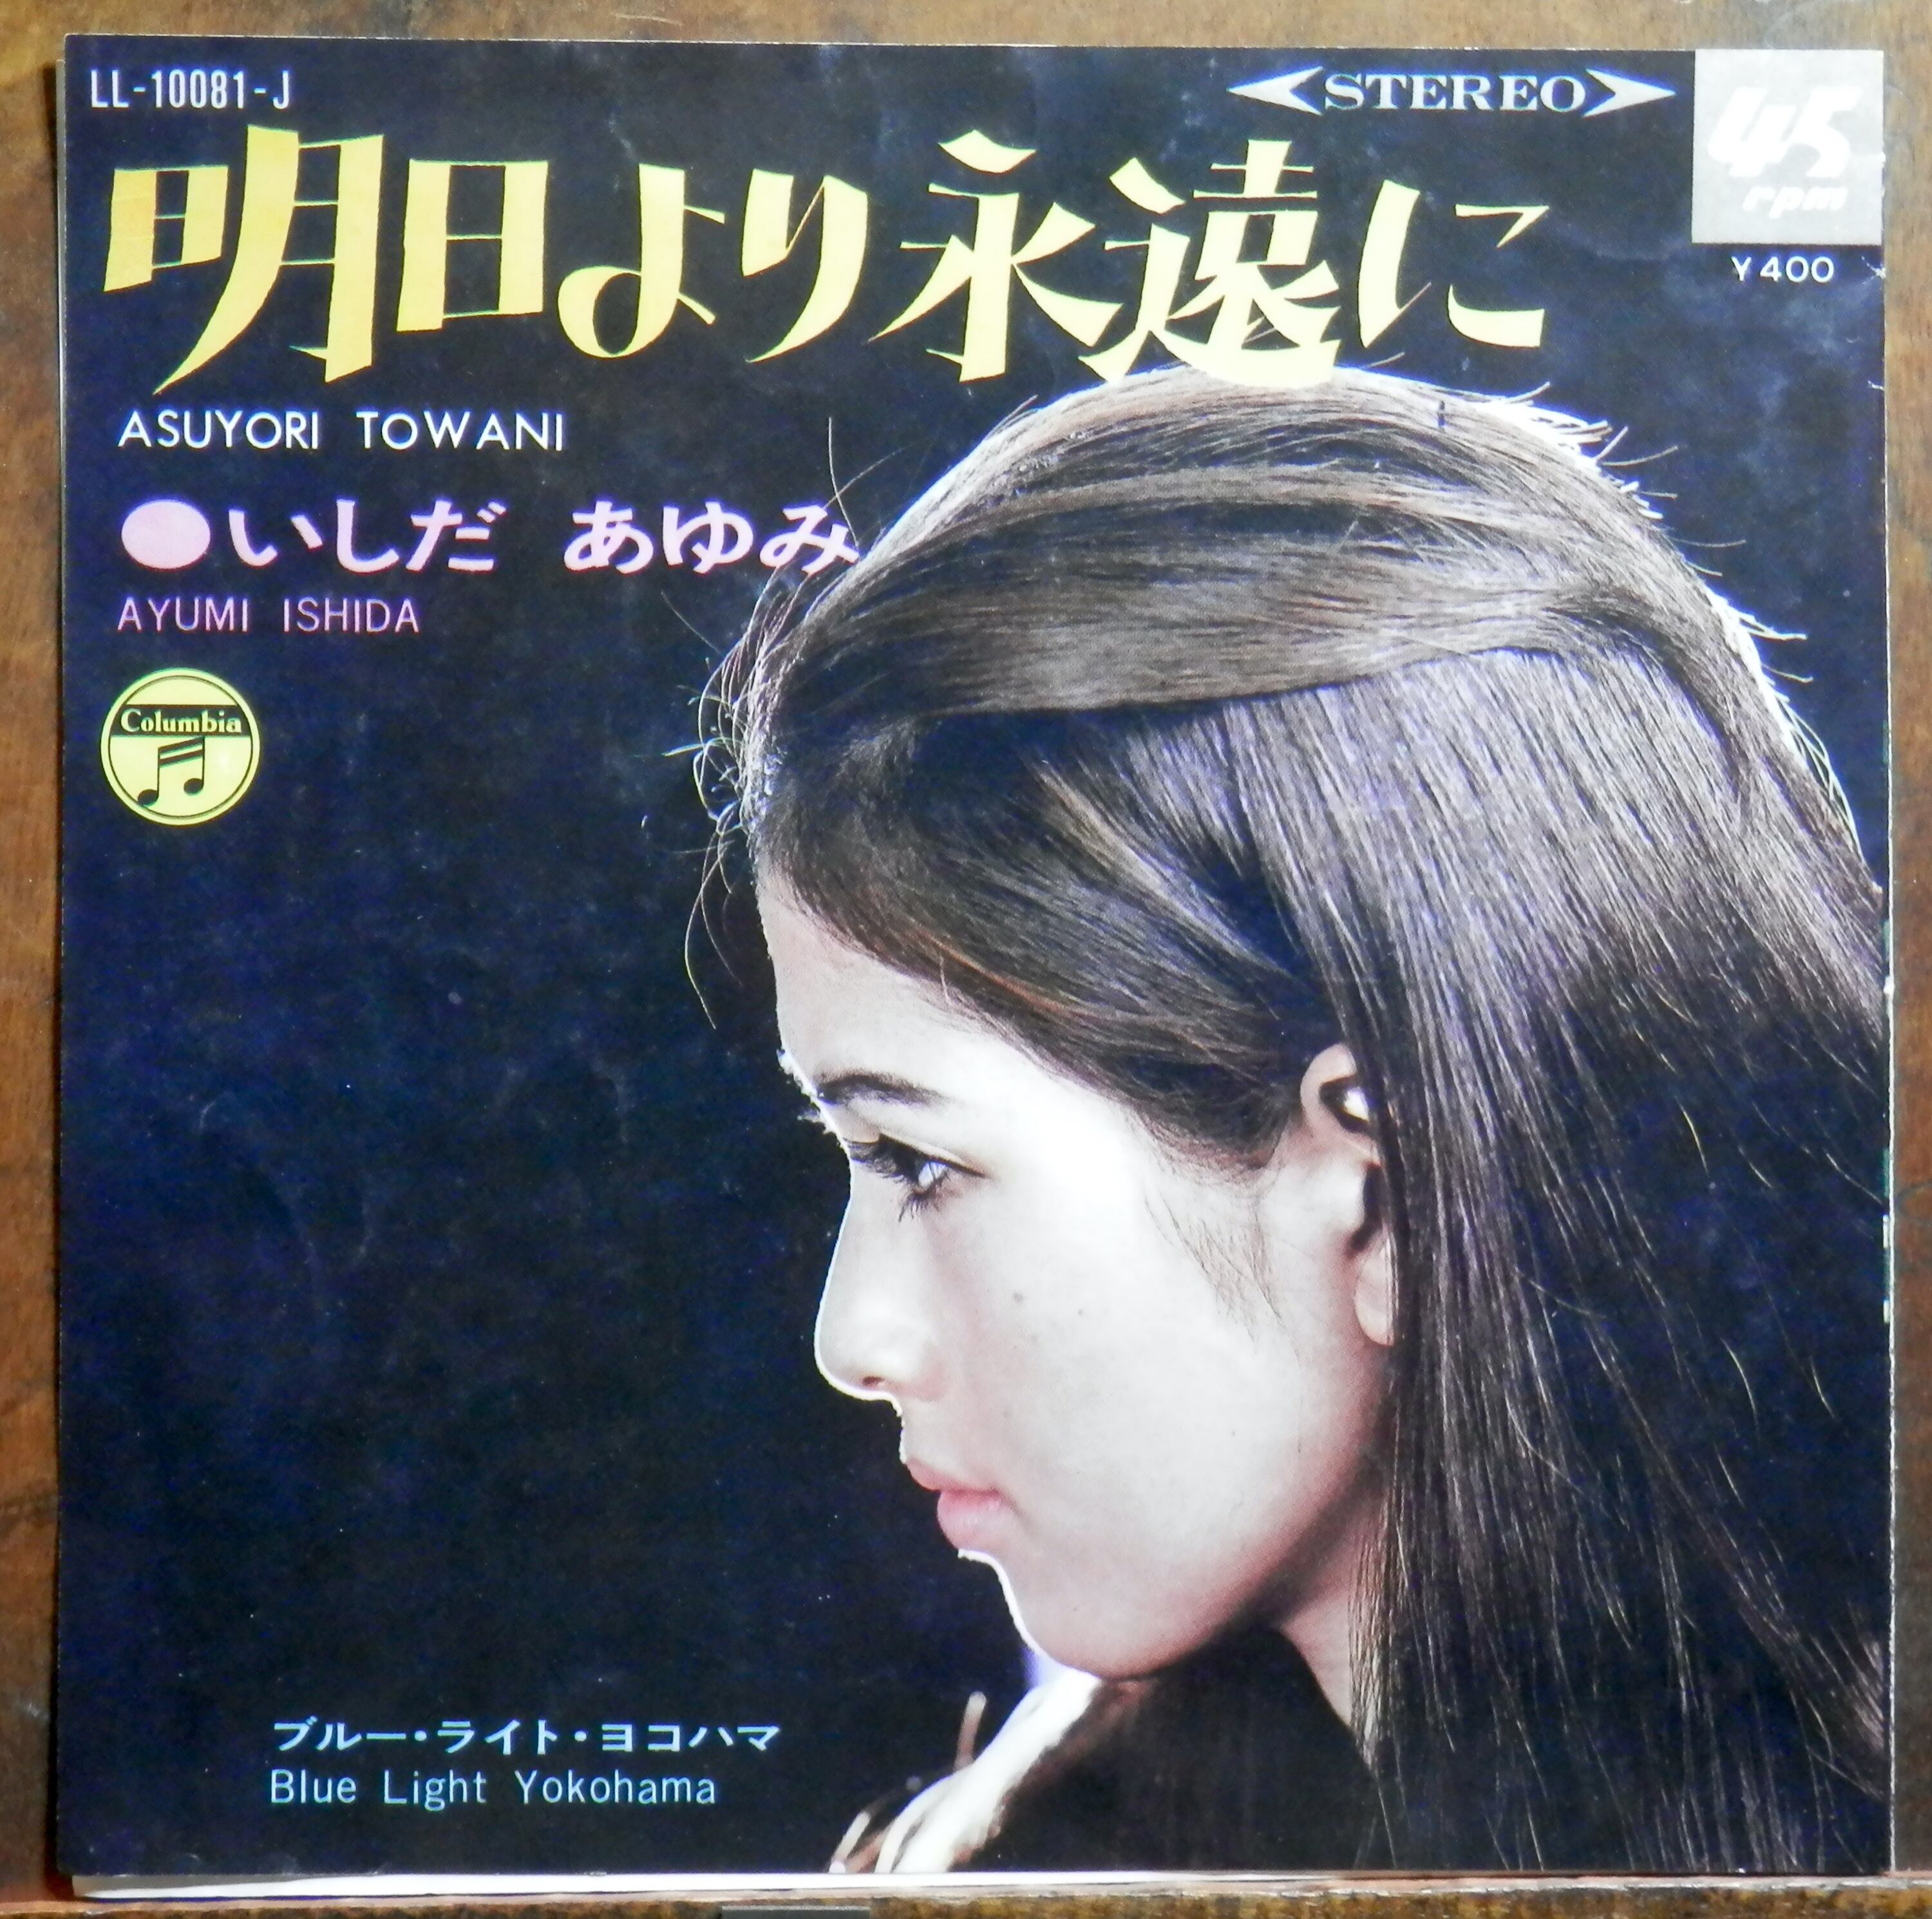 LL-10081-J
STEREO
45
rpm
¥400
明日より永遠に
ASUYORI TOWANI
●いしだ あゆみ
AYUMI ISHIDA
Columbia
ブルー・ライト・ヨコハマ
Blue Light Yokohama